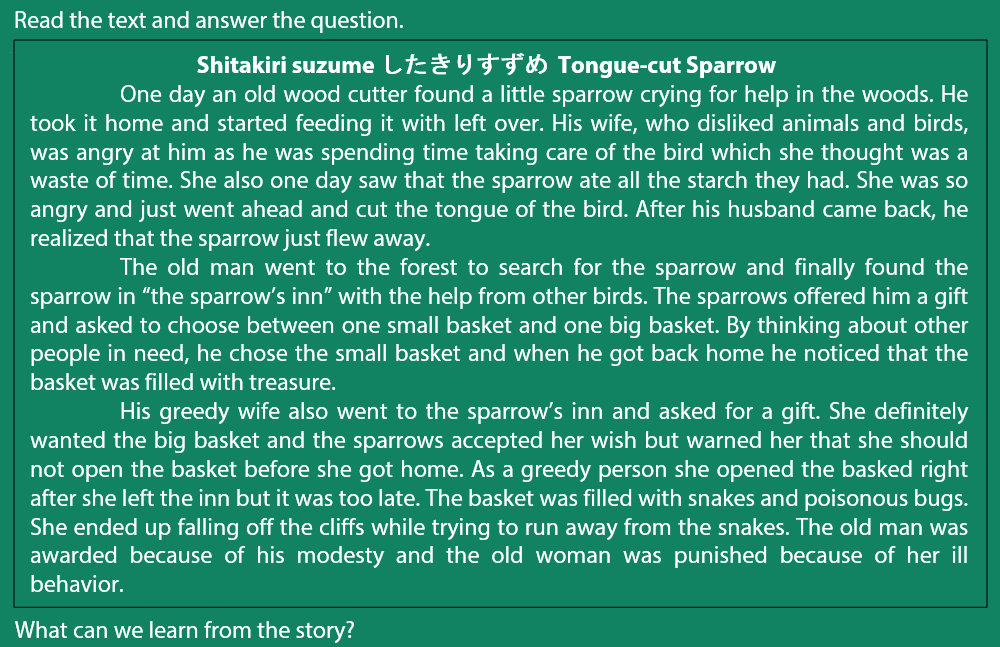 Read the text and answer the question.
Shitakiri suzume したきりすずめ Tongue-cut Sparrow
One day an old wood cutter found a little sparrow crying for help in the woods. He
took it home and started feeding it with left over. His wife, who disliked animals and birds,
was angry at him as he was spending time taking care of the bird which she thought was a
waste of time. She also one day saw that the sparrow ate all the starch they had. She was so
angry and just went ahead and cut the tongue of the bird. After his husband came back, he
realized that the sparrow just flew away.
The old man went to the forest to search for the sparrow and finally found the
sparrow in “the sparrow’s inn” with the help from other birds. The sparrows offered him a gift
and asked to choose between one small basket and one big basket. By thinking about other
people in need, he chose the small basket and when he got back home he noticed that the
basket was filled with treasure.
His greedy wife also went to the sparrow’s inn and asked for a gift. She definitely
wanted the big basket and the sparrows accepted her wish but warned her that she should
not open the basket before she got home. As a greedy person she opened the basked right
after she left the inn but it was too late. The basket was filled with snakes and poisonous bugs.
She ended up falling off the cliffs while trying to run away from the snakes. The old man was
awarded because of his modesty and the old woman was punished because of her ill
behavior.
What can we learn from the story?